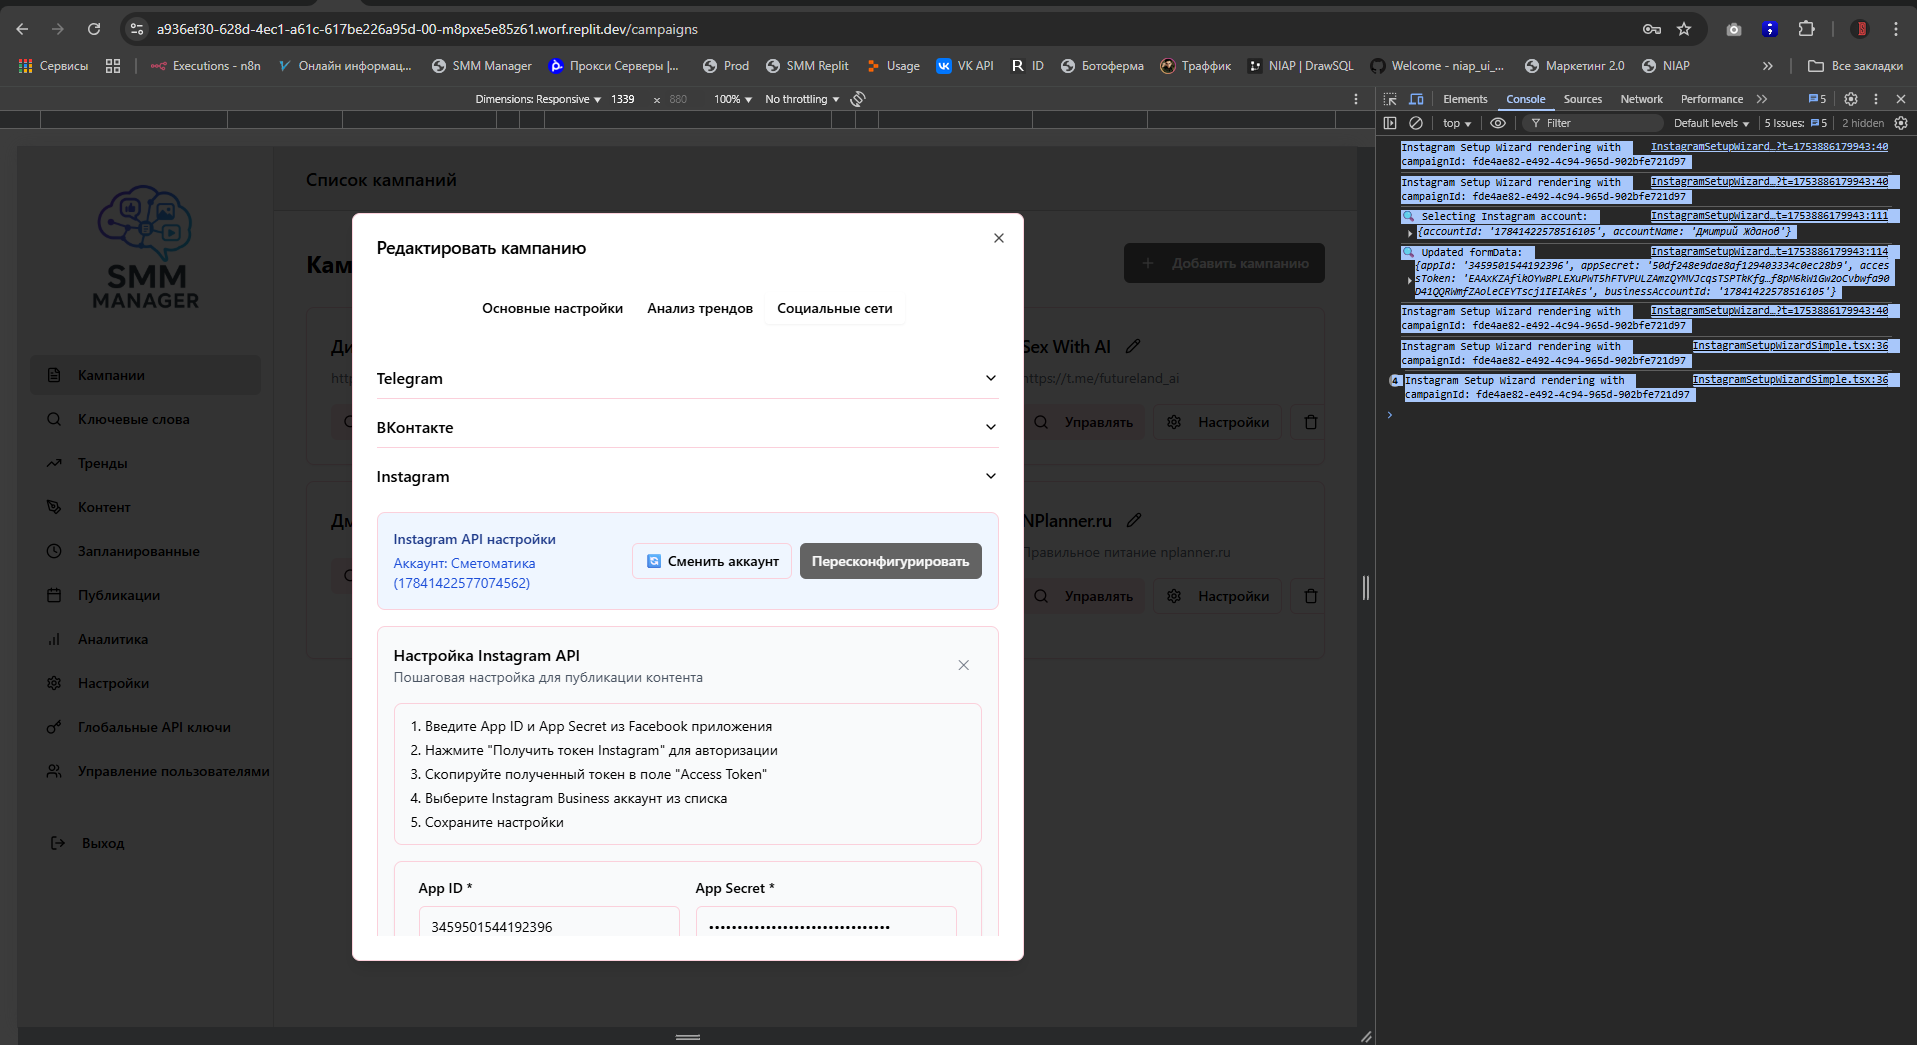 a936ef30-628d-4ec1-a61c-617be226a95d-00-m8pxe5e85z61.worf.replit.dev/campaigns
Сервисы
Executions - n8n
Онлайн информац...
SMM Manager
Прокси Серверы |...
Prod
SMM Replit
Usage
VK API
ID
Ботоферма
Траффик
NIAP | DrawSQL
Welcome - niap_ui_...
Маркетинг 2.0
NIAP
Все закладки
Dimensions: Responsive
1339
x
880
100%
No throttling
Elements
Console
Sources
Network
Performance
5
top
Filter
Default levels
5 Issues:
5
2 hidden
SMM
MANAGER
Кампании
Ключевые слова
Тренды
Контент
Запланированные
Публикации
Аналитика
Настройки
Глобальные API ключи
Управление пользователями
Выход
Список кампаний
Кам
Добавить кампанию
Ди
http
Sex With AI
https://t.me/futureland_ai
Управлять
Настройки
Дм
NPlanner.ru
Правильное питание nplanner.ru
Управлять
Настройки
Редактировать кампанию
Основные настройки
Анализ трендов
Социальные сети
Telegram
ВКонтакте
Instagram
Instagram API настройки
Аккаунт: Сметоматика
(17841422577074562)
Сменить аккаунт
Пересконфигурировать
Настройка Instagram API
Пошаговая настройка для публикации контента
1. Введите App ID и App Secret из Facebook приложения
2. Нажмите "Получить токен Instagram" для авторизации
3. Скопируйте полученный токен в поле "Access Token"
4. Выберите Instagram Business аккаунт из списка
5. Сохраните настройки
App ID *
App Secret *
3459501544192396
••••••••••••••••••••••••••••••••
Instagram Setup Wizard rendering with InstagramSetupWizard…?t=1753886179943:40
campaignId: fde4ae82-e492-4c94-965d-902bfe721d97
Instagram Setup Wizard rendering with InstagramSetupWizard…?t=1753886179943:40
campaignId: fde4ae82-e492-4c94-965d-902bfe721d97
Selecting Instagram account: InstagramSetupWizard…t=1753886179943:111
{accountId: '17841422578516105', accountName: 'Дмитрий Жданов'}
Updated formData: InstagramSetupWizard…t=1753886179943:114
{appId: '3459501544192396', appSecret: '50df248e9dae8af129403334c0ec28b9', acces
sToken: 'EAAxKZAfikOYwBPLEXuPWT5hFTVPULZAmzQYMVJcqsTSPTkKfg…f8pM6kW1Gw2oCvbwfa90
D41QQRWmfZAoleCEYTscj1IEIAkEs', businessAccountId: '17841422578516105'}
Instagram Setup Wizard rendering with InstagramSetupWizard…?t=1753886179943:40
campaignId: fde4ae82-e492-4c94-965d-902bfe721d97
Instagram Setup Wizard rendering with InstagramSetupWizardSimple.tsx:36
campaignId: fde4ae82-e492-4c94-965d-902bfe721d97
4 Instagram Setup Wizard rendering with InstagramSetupWizardSimple.tsx:36
campaignId: fde4ae82-e492-4c94-965d-902bfe721d97